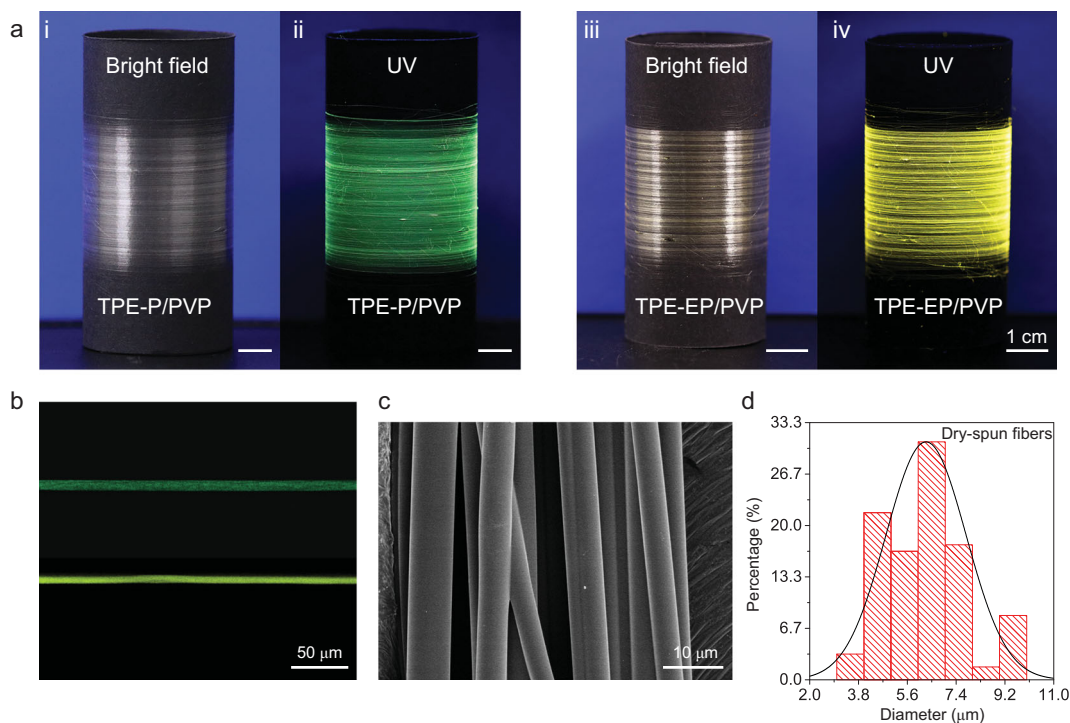 a
i
Bright field
TPE-P/PVP
ii
UV
TPE-P/PVP
iii
Bright field
TPE-EP/PVP
iv
UV
TPE-EP/PVP
1 cm
b
50 μm
c
10 μm
d
Dry-spun fibers
Percentage (%)
33.3
26.7
20.0
13.3
6.7
0.0
2.0 3.8 5.6 7.4 9.2 11.0
Diameter (μm)